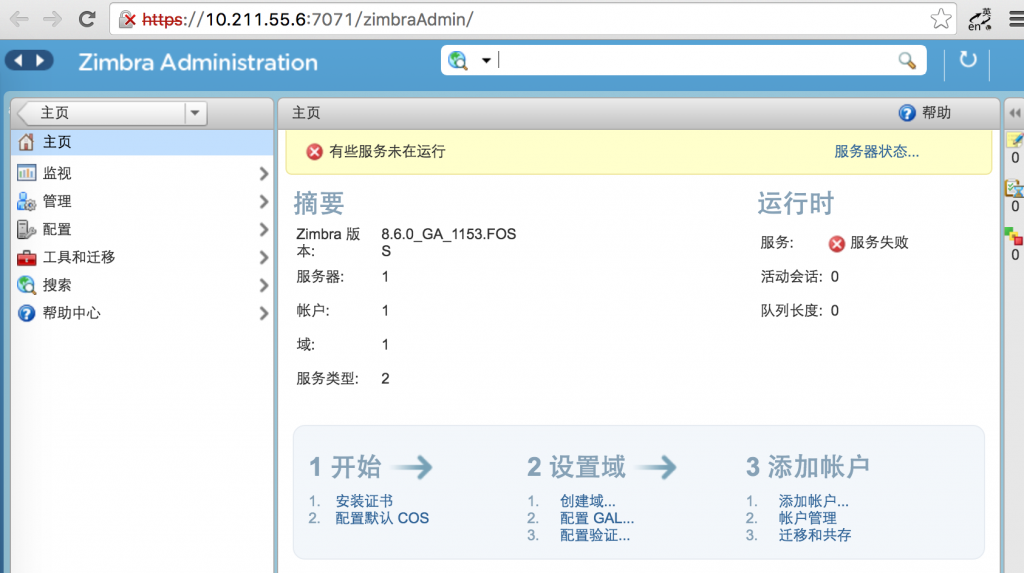 https://10.211.55.6:7071/zimbraAdmin/
英
en
Zimbra Administration
主页
主页
监视
管理
配置
工具和迁移
搜索
帮助中心
主页
帮助
有些服务未在运行 服务器状态...
摘要
Zimbra 版本: 8.6.0_GA_1153.FOSS
服务器: 1
帐户: 1
域: 1
服务类型: 2
运行时
服务: 服务失败
活动会话: 0
队列长度: 0
0
0
0
1 开始
1. 安装证书
2. 配置默认 COS
2 设置域
1. 创建域...
2. 配置 GAL...
3. 配置验证...
3 添加帐户
1. 添加帐户...
2. 帐户管理
3. 迁移和共存